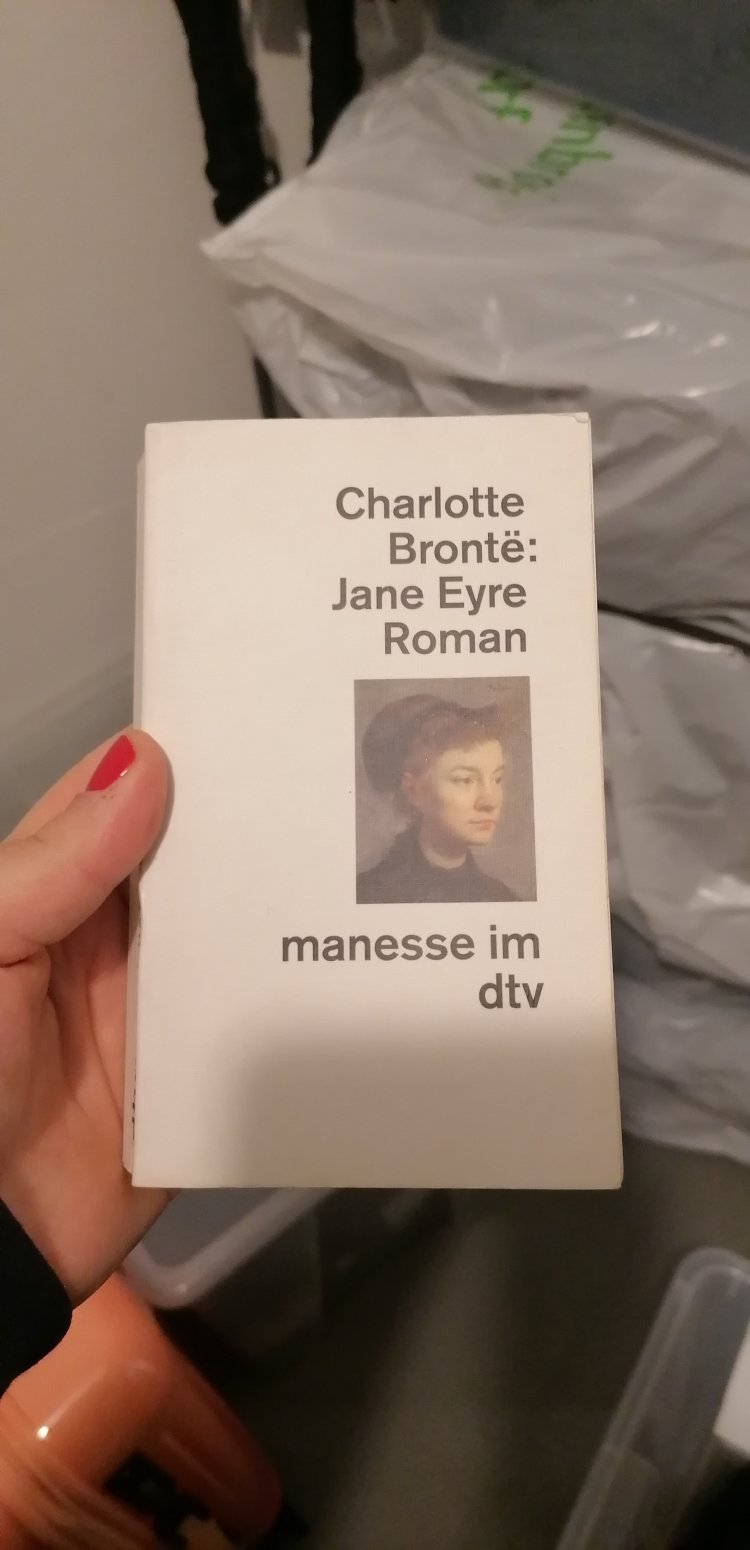 Charlotte
Brontë:
Jane Eyre
Roman
manesse im
dtv